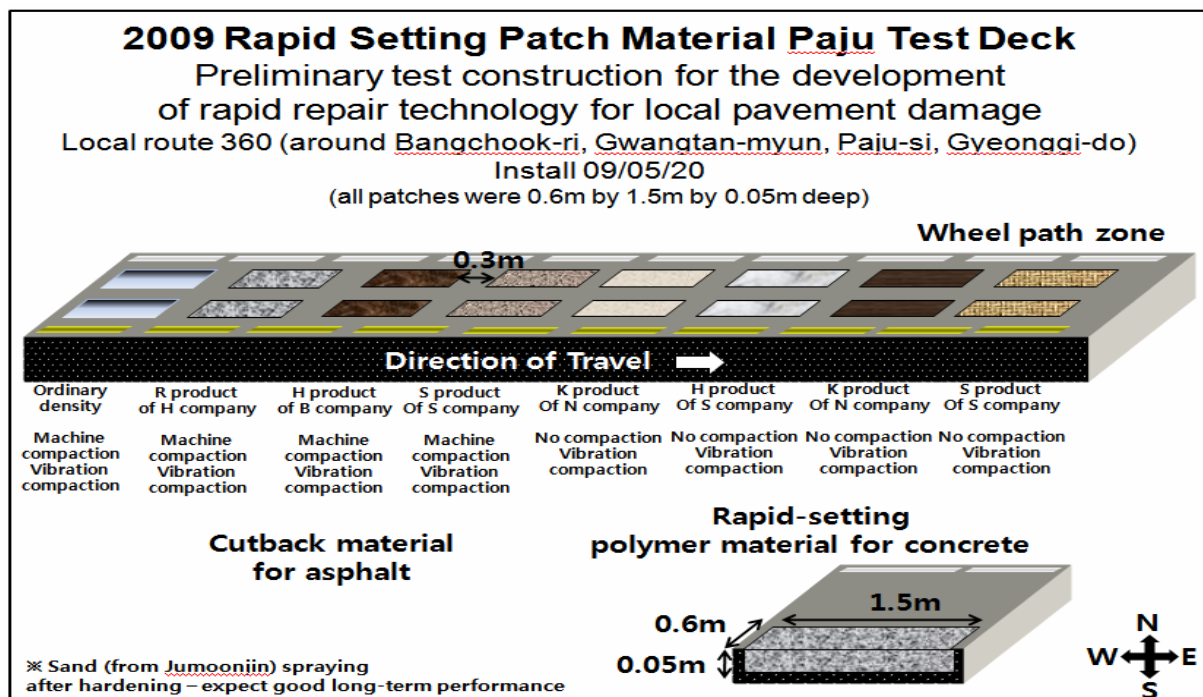 2009 Rapid Setting Patch Material Paju Test Deck
Preliminary test construction for the development
of rapid repair technology for local pavement damage
Local route 360 (around Bangchook-ri, Gwangtan-myun, Paju-si, Gyeonggi-do)
Install 09/05/20
(all patches were 0.6m by 1.5m by 0.05m deep)
Wheel path zone
0.3m
Direction of Travel
Ordinary
density
R product
of H company
H product
of B company
S product
Of S company
K product
Of N company
H product
Of S company
K product
Of N company
S product
Of S company
Machine
compaction
Vibration
compaction
Machine
compaction
Vibration
compaction
Machine
compaction
Vibration
compaction
Machine
compaction
Vibration
compaction
No compaction
Vibration
compaction
No compaction
Vibration
compaction
No compaction
Vibration
compaction
No compaction
Vibration
compaction
Cutback material
for asphalt
Rapid-setting
polymer material for concrete
1.5m
0.6m
0.05m
N
W E
S
※ Sand (from Jumoonjin) spraying
after hardening – expect good long-term performance